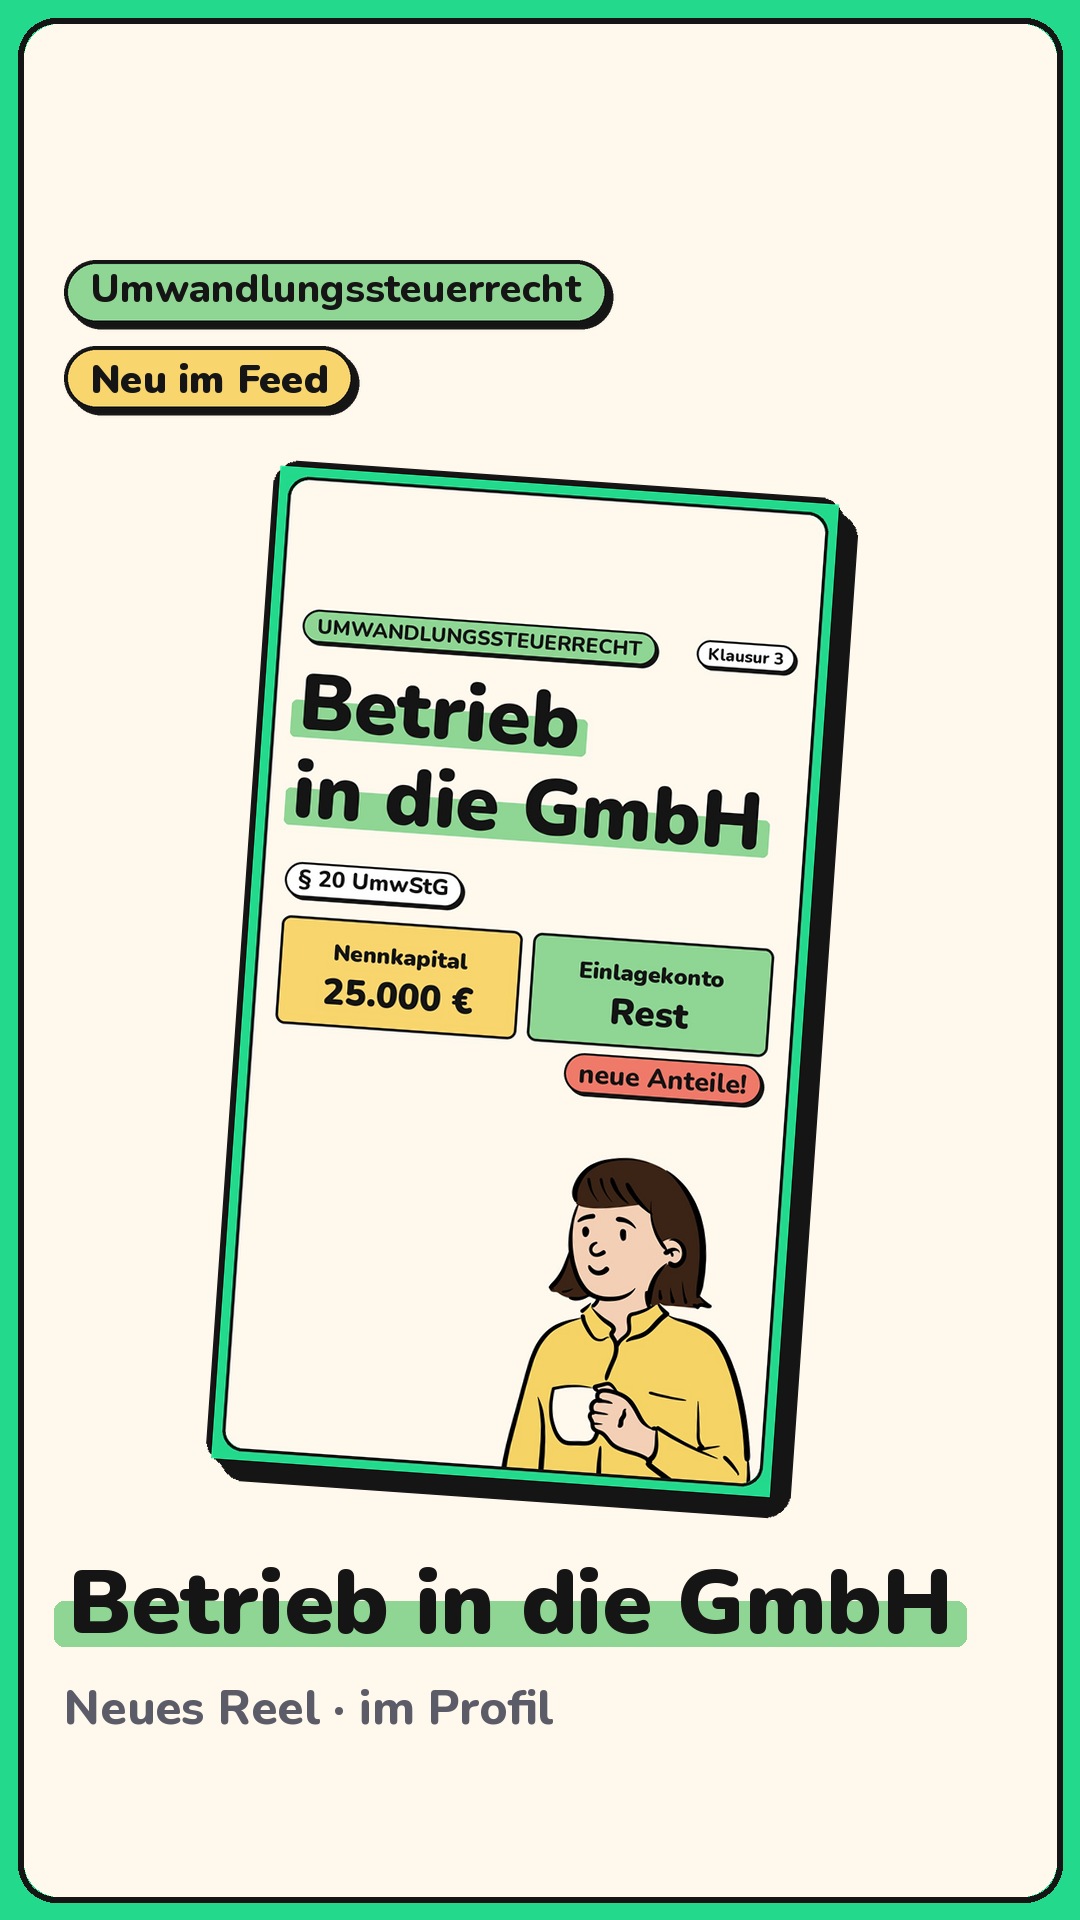 Umwandlungssteuerrecht
Neu im Feed
UMWANDLUNGSSTEUERRECHT
Klausur 3
Betrieb
in die GmbH
§ 20 UmwStG
Nennkapital
25.000 €
Einlagekonto
Rest
neue Anteile!
Betrieb in die GmbH
Neues Reel · im Profil